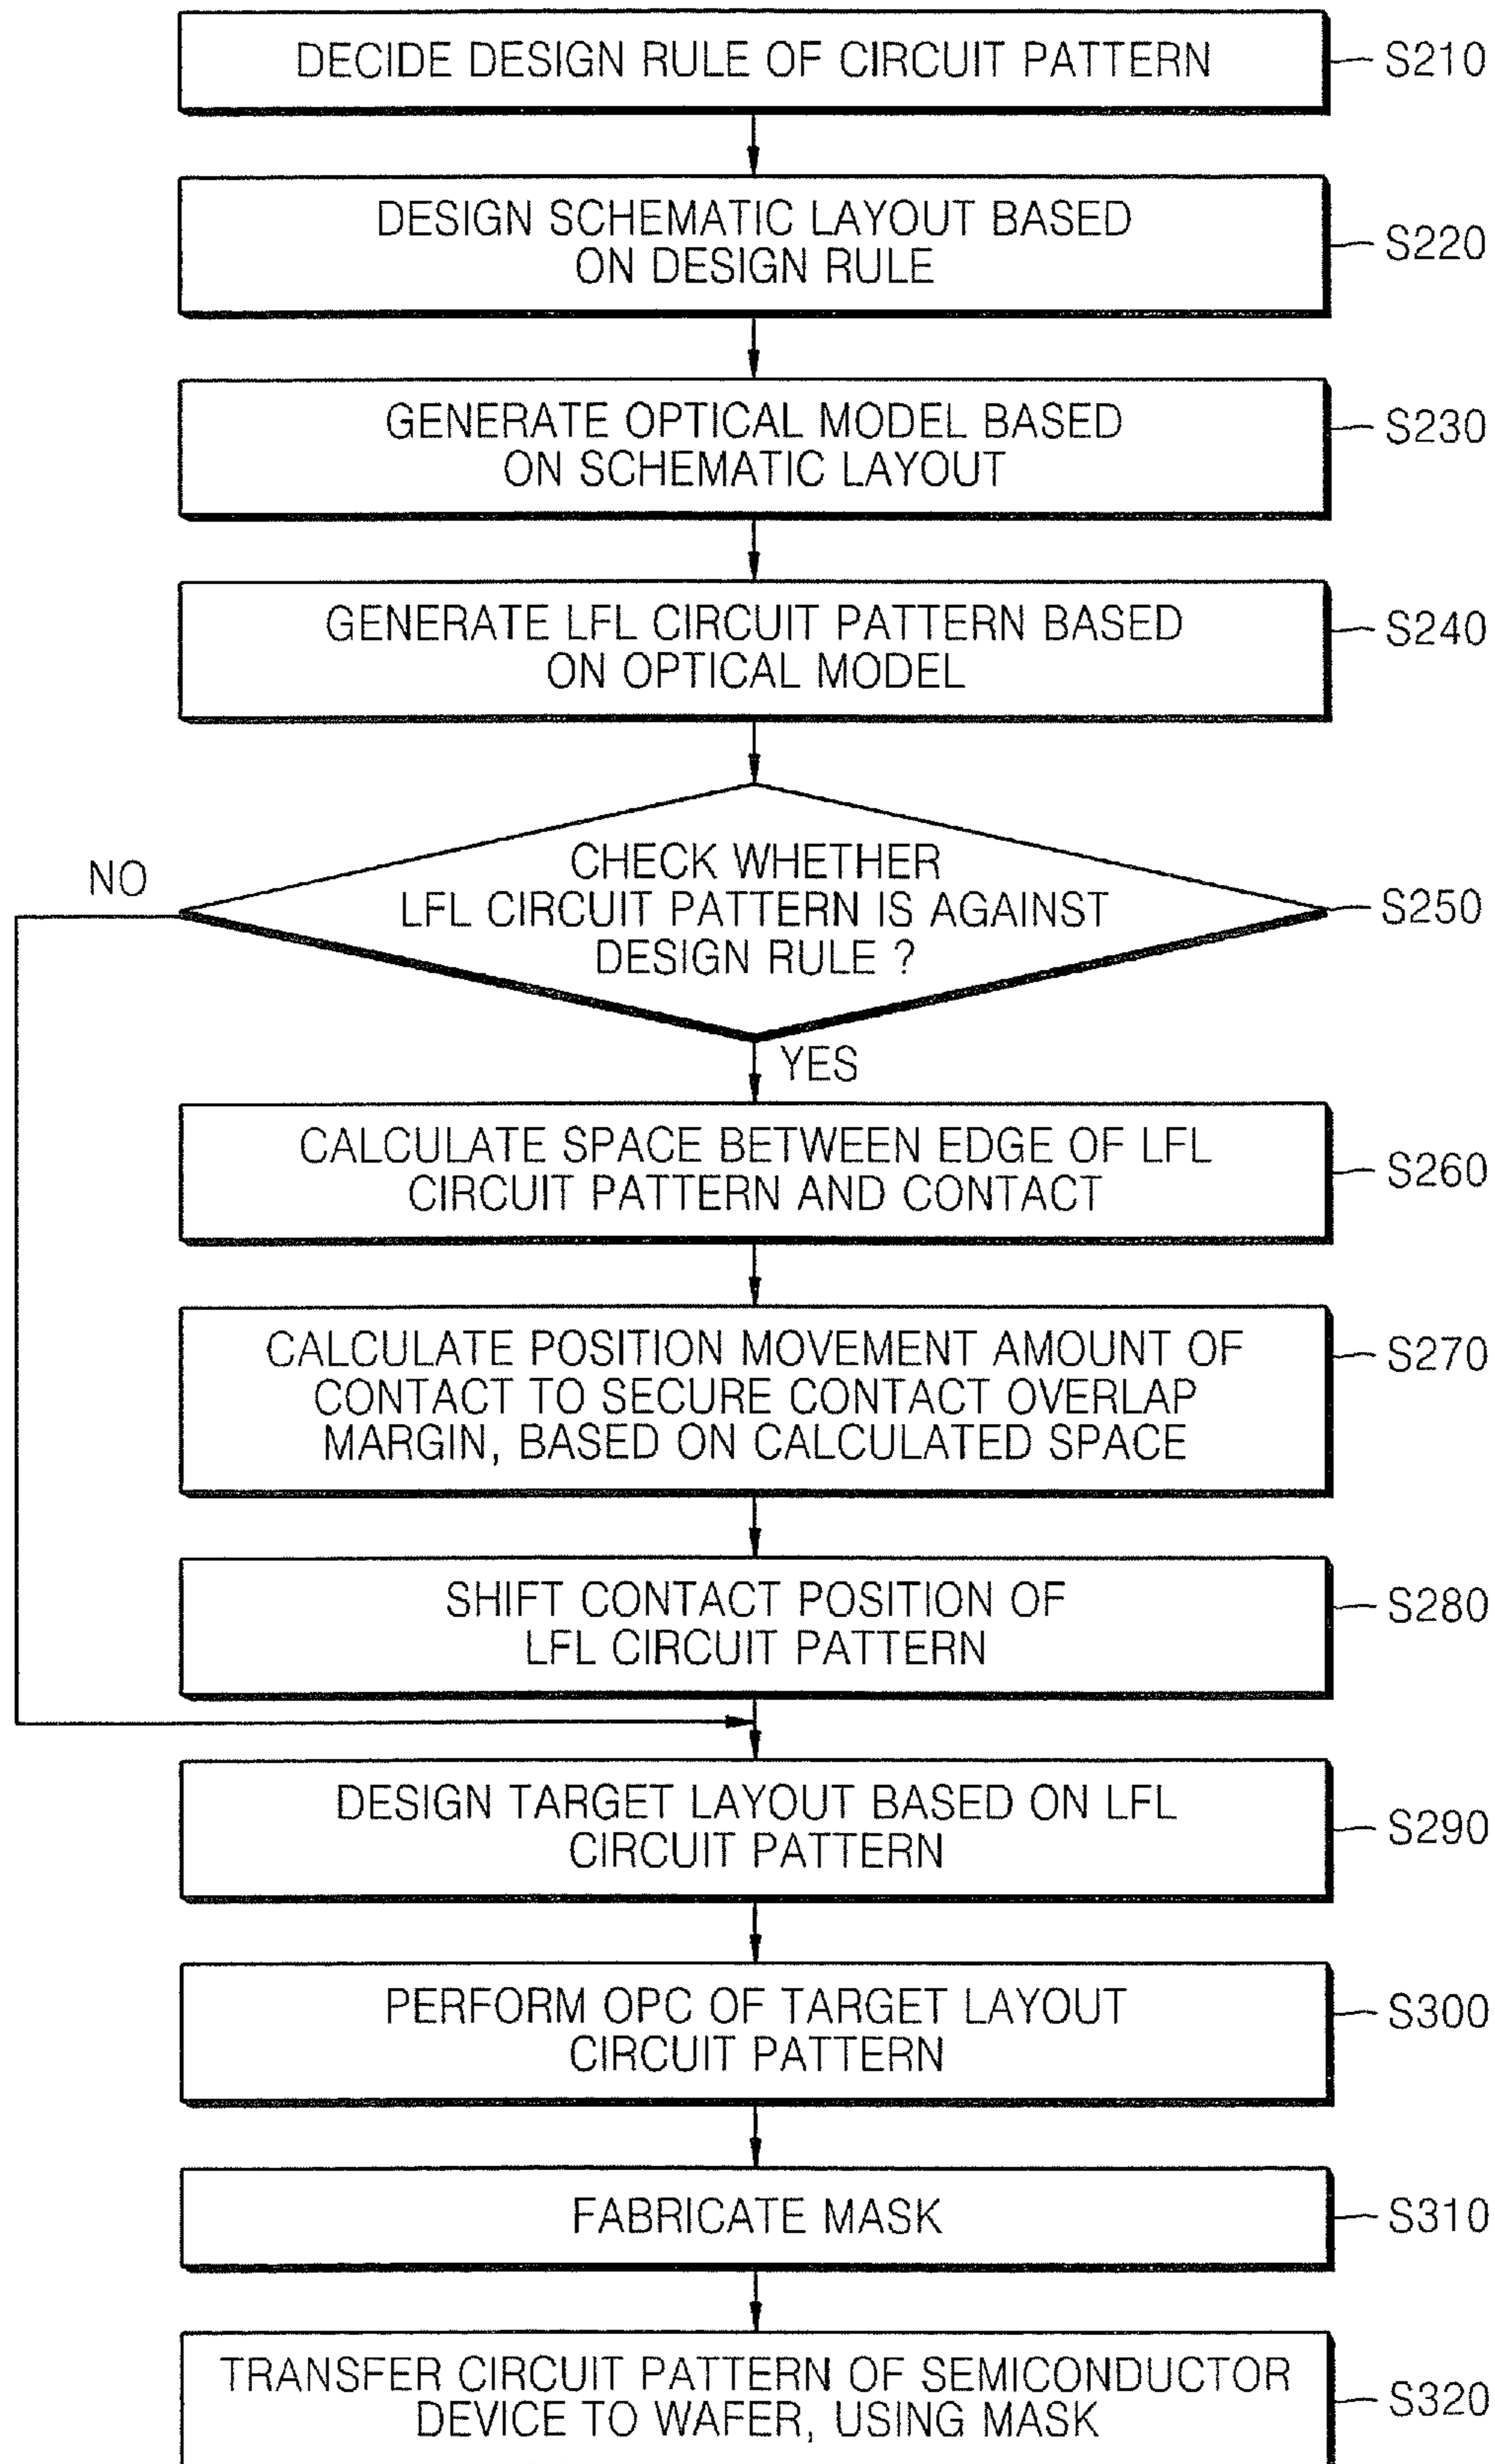 DECIDE DESIGN RULE OF CIRCUIT PATTERN
S210
DESIGN SCHEMATIC LAYOUT BASED
ON DESIGN RULE
S220
GENERATE OPTICAL MODEL BASED
ON SCHEMATIC LAYOUT
S230
GENERATE LFL CIRCUIT PATTERN BASED
ON OPTICAL MODEL
S240
NO
CHECK WHETHER
LFL CIRCUIT PATTERN IS AGAINST
DESIGN RULE ?
S250
YES
CALCULATE SPACE BETWEEN EDGE OF LFL
CIRCUIT PATTERN AND CONTACT
S260
CALCULATE POSITION MOVEMENT AMOUNT OF
CONTACT TO SECURE CONTACT OVERLAP
MARGIN, BASED ON CALCULATED SPACE
S270
SHIFT CONTACT POSITION OF
LFL CIRCUIT PATTERN
S280
DESIGN TARGET LAYOUT BASED ON LFL
CIRCUIT PATTERN
S290
PERFORM OPC OF TARGET LAYOUT
CIRCUIT PATTERN
S300
FABRICATE MASK
S310
TRANSFER CIRCUIT PATTERN OF SEMICONDUCTOR
DEVICE TO WAFER, USING MASK
S320